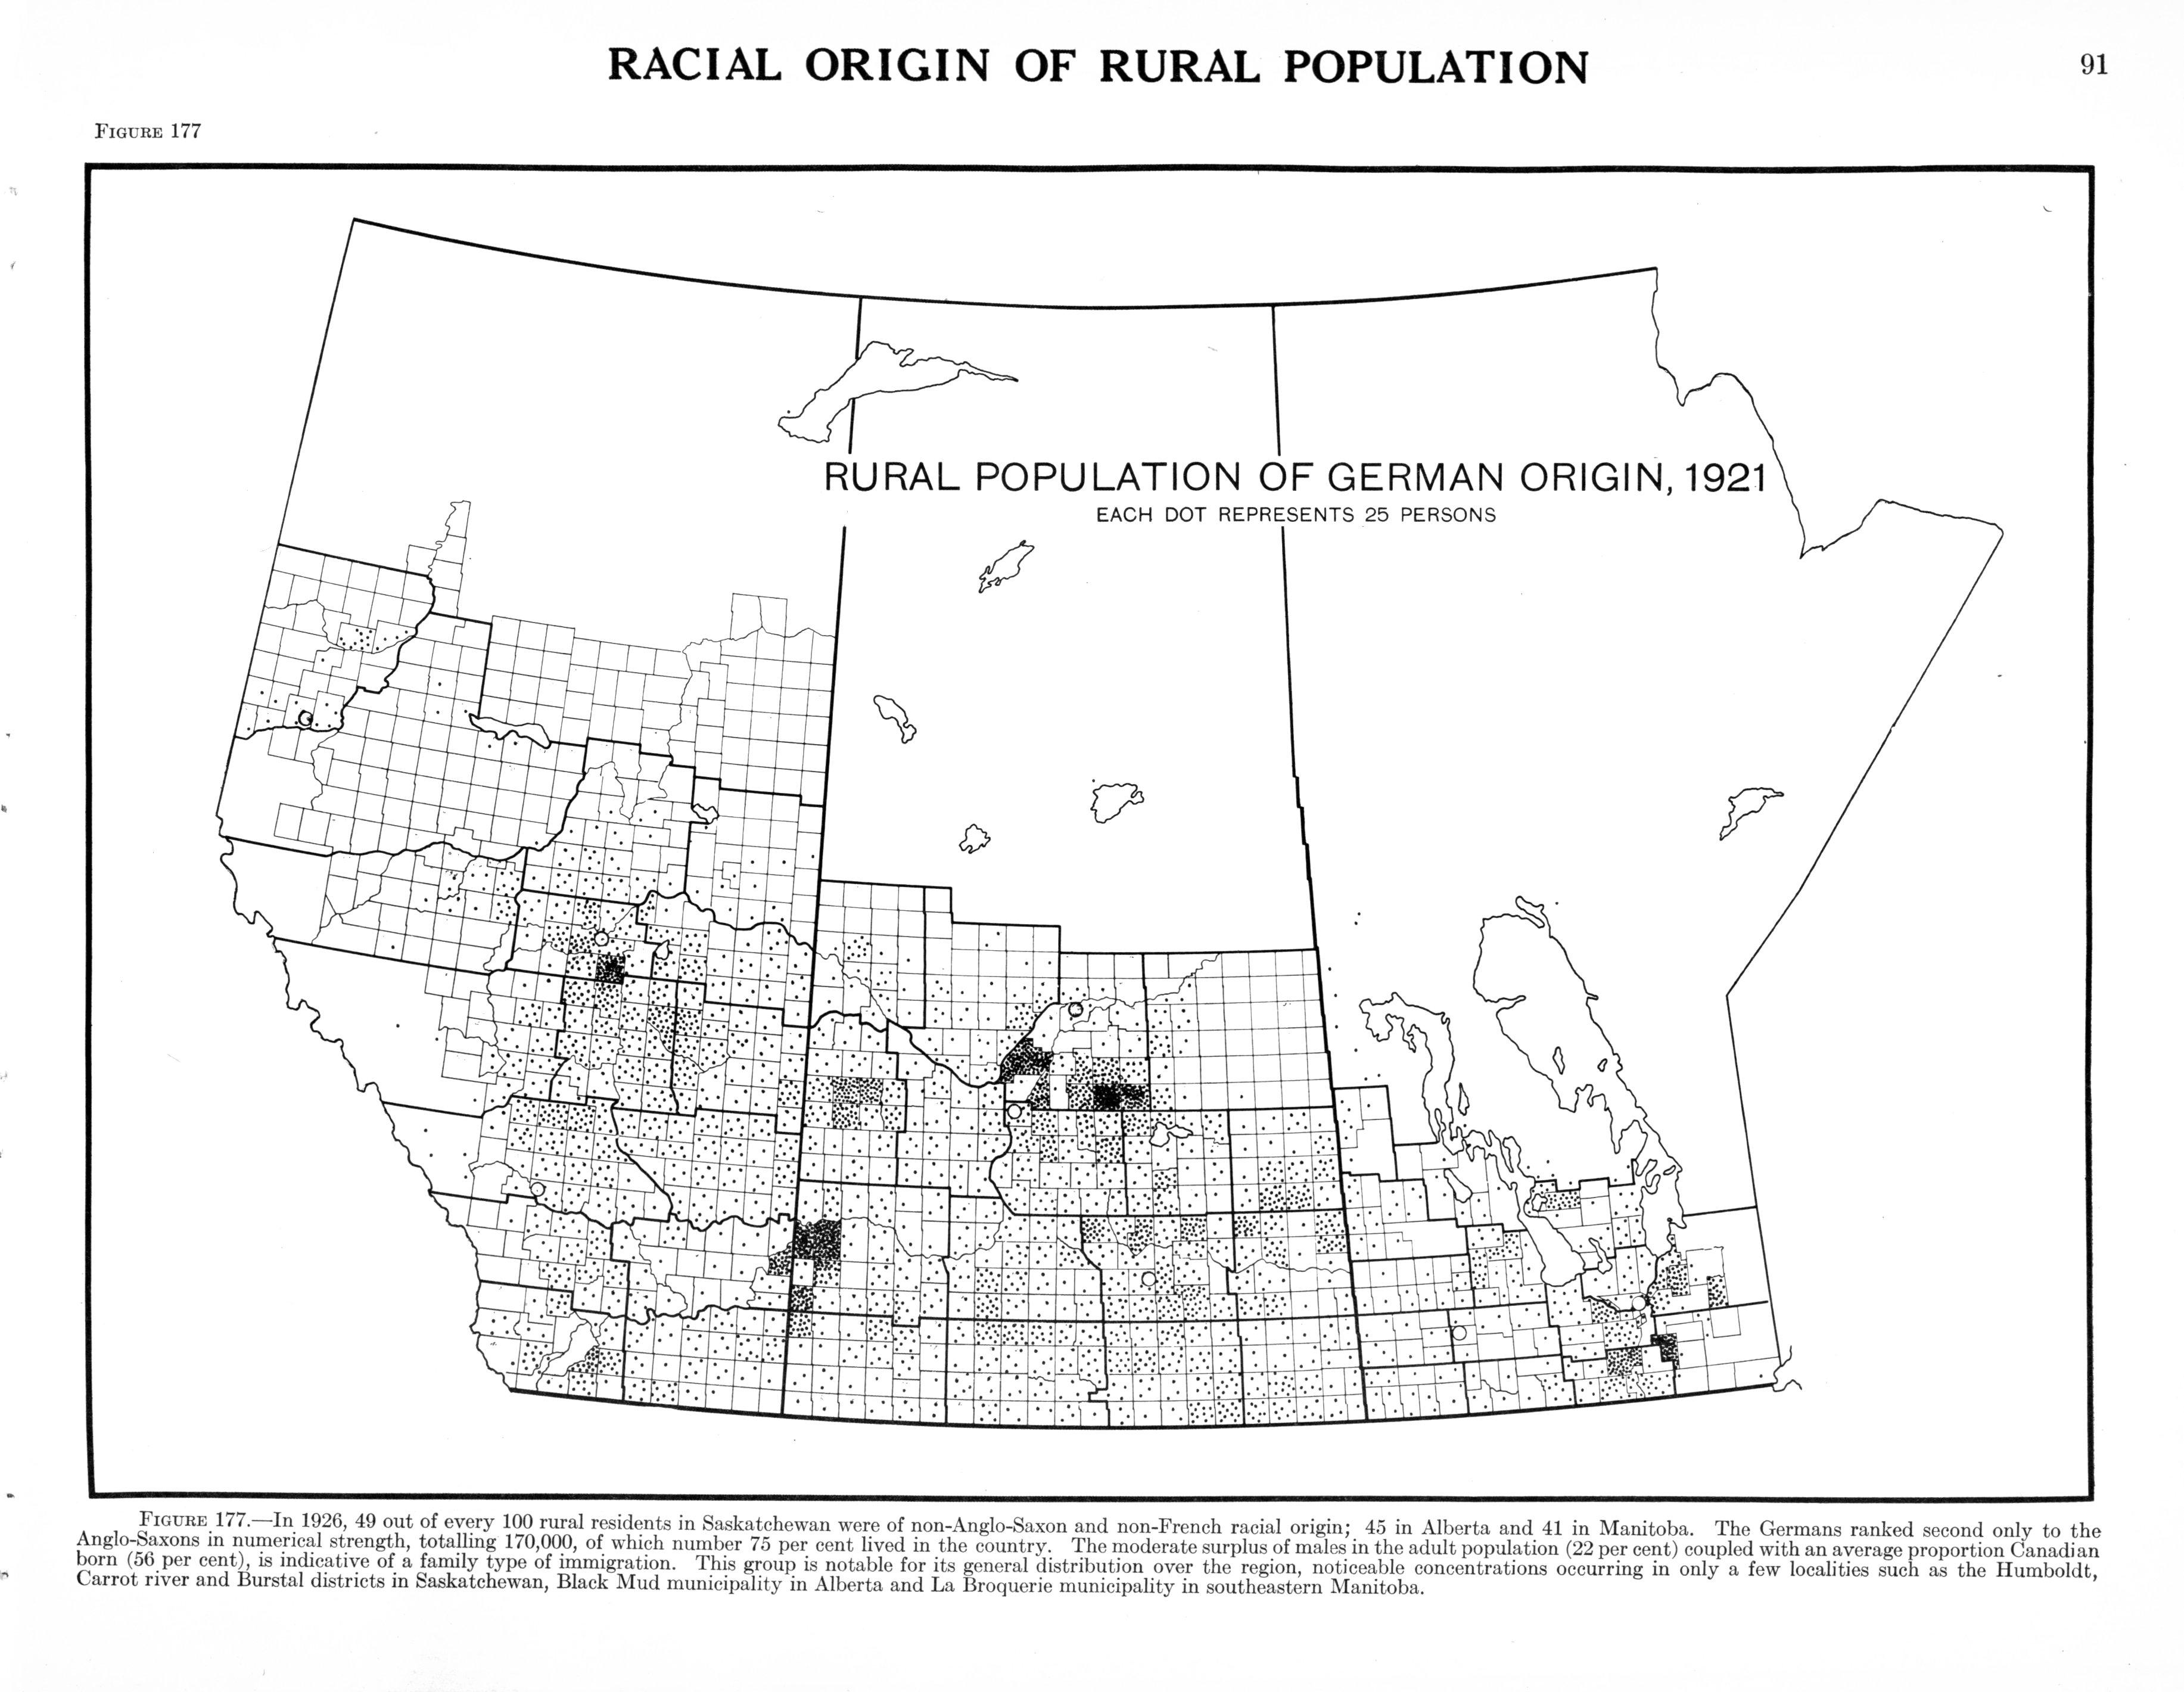 RACIAL ORIGIN OF RURAL POPULATION
91
FIGURE 177
RURAL POPULATION OF GERMAN ORIGIN, 1921
EACH DOT REPRESENTS 25 PERSONS
FIGURE 177.—In 1926, 49 out of every 100 rural residents in Saskatchewan were of non-Anglo-Saxon and non-French racial origin; 45 in Alberta and 41 in Manitoba. The Germans ranked second only to the
Anglo-Saxons in numerical strength, totalling 170,000, of which number 75 per cent lived in the country. The moderate surplus of males in the adult population (22 per cent) coupled with an average proportion Canadian
born (56 per cent), is indicative of a family type of immigration. This group is notable for its general distribution over the region, noticeable concentrations occurring in only a few localities such as the Humboldt,
Carrot river and Burstal districts in Saskatchewan, Black Mud municipality in Alberta and La Broquerie municipality in southeastern Manitoba.